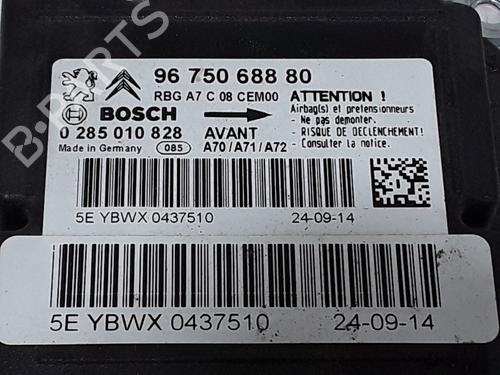 B-PARTS
96 750 688 80
RBG A7 C 08 CEM00
BOSCH
0 285 010 828
Made in Germany 085
AVANT
A70/A71/A72
ATTENTION !
Airbag(s) et pretensionneurs
- Ne pas demonter.
- RISQUE DE DECLENCHEMENT!
- Consulter la notice.
5E YBWX 0437510 24-09-14
5E YBWX 0437510 24-09-14